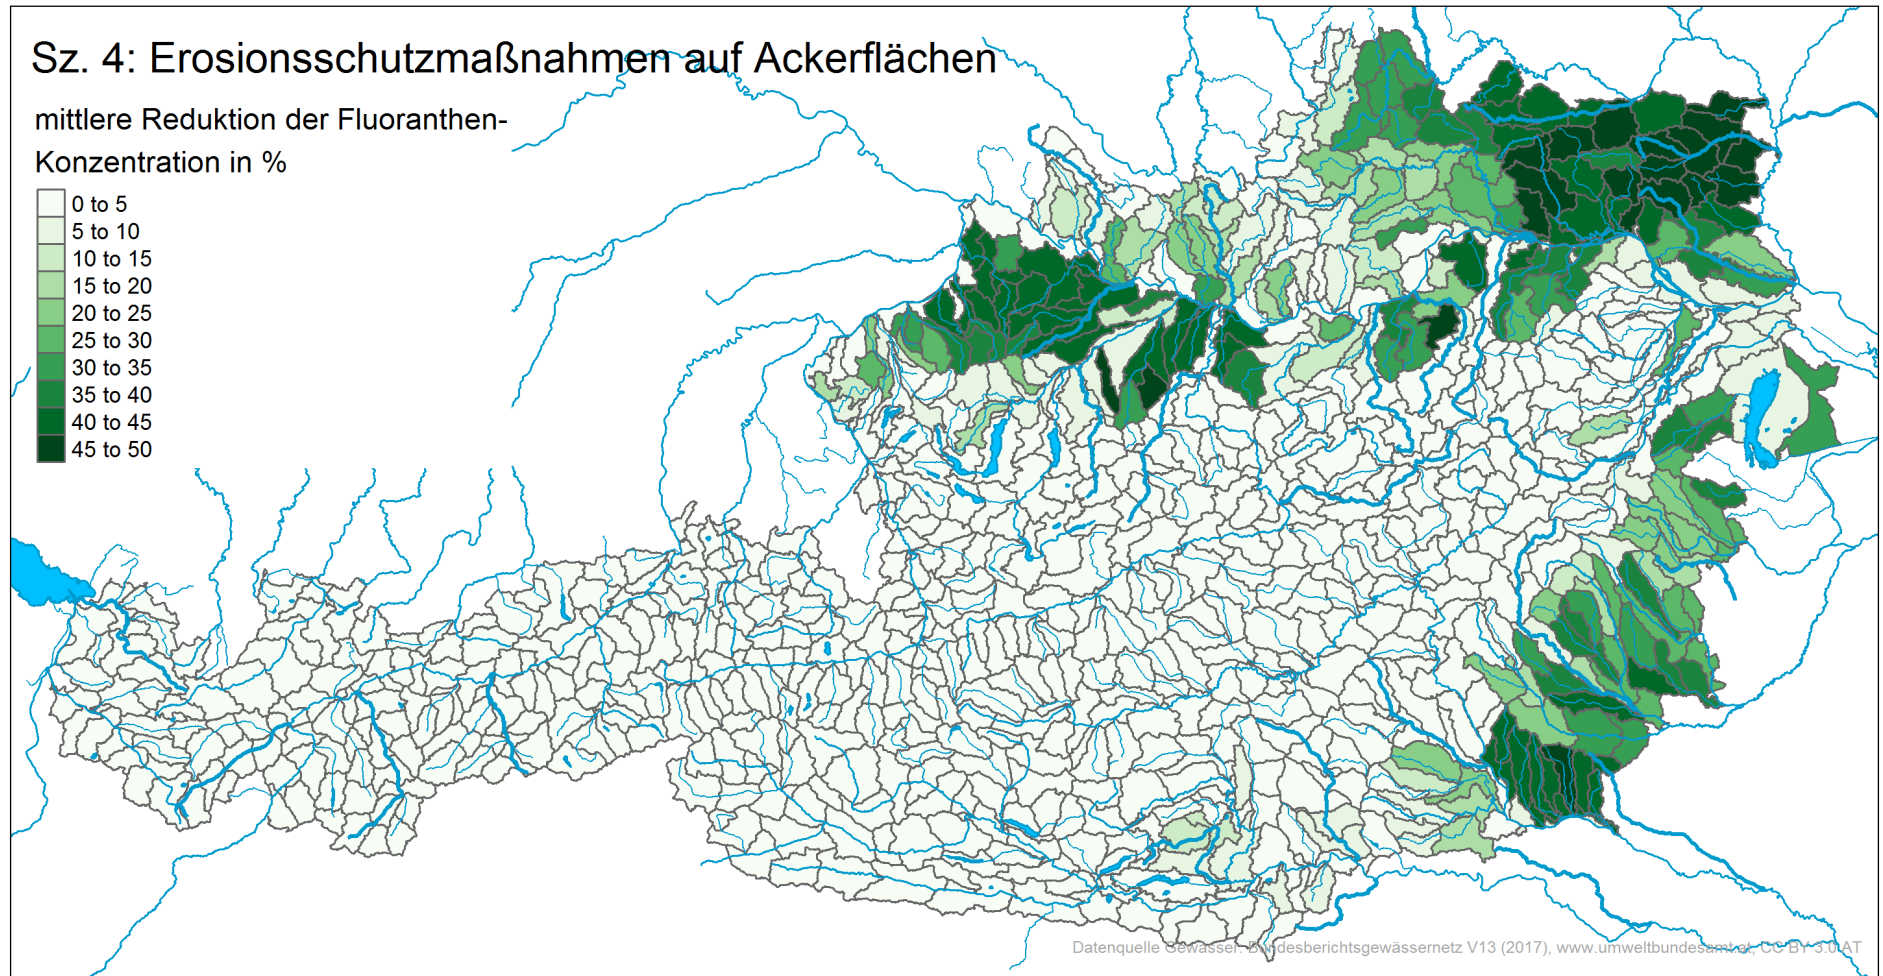 Sz. 4: Erosionsschutzmaßnahmen auf Ackerflächen
mittlere Reduktion der Fluoranthen-
Konzentration in %
0 to 5
5 to 10
10 to 15
15 to 20
20 to 25
25 to 30
30 to 35
35 to 40
40 to 45
45 to 50
Datenquelle Gewässer: Bundesberichtsgewässernetz V13 (2017), www.umweltbundesamt.at, CC BY 3.0 AT